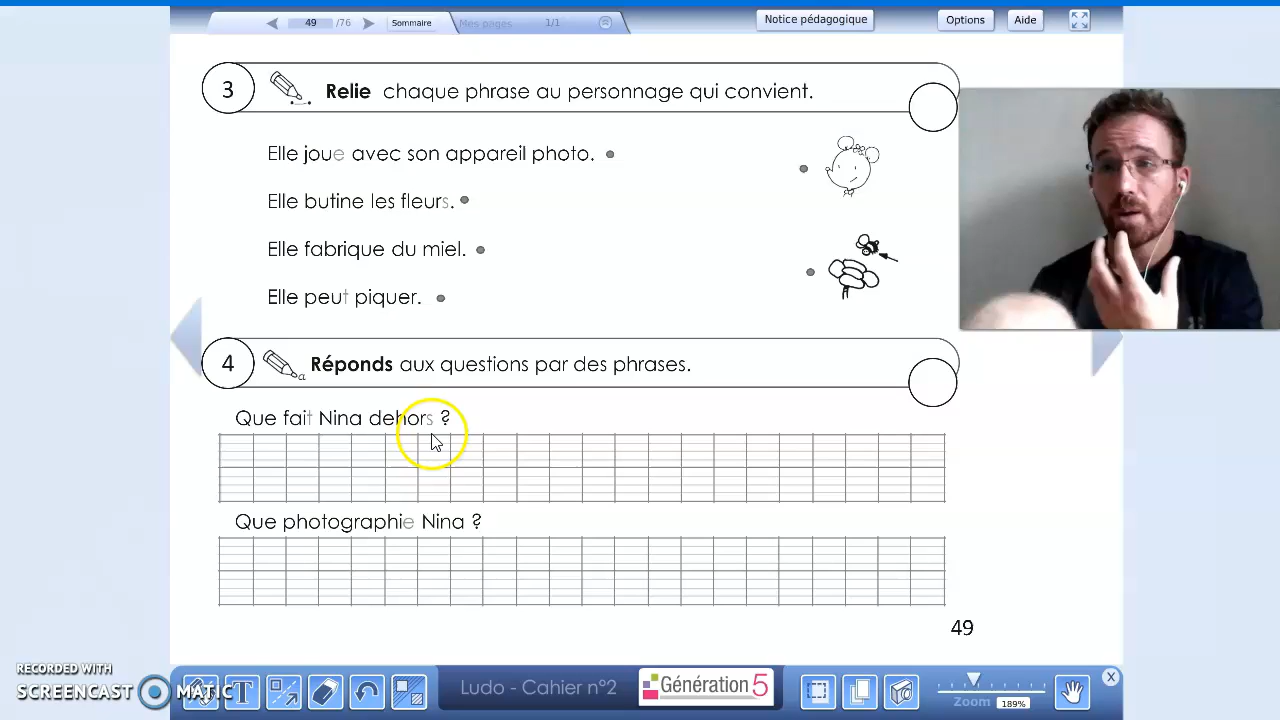 49 /76 Sommaire Mes pages 1/1 Notice pédagogique Options Aide
3 Relie chaque phrase au personnage qui convient.
Elle joue avec son appareil photo.
Elle butine les fleurs.
Elle fabrique du miel.
Elle peut piquer.
4 a Réponds aux questions par des phrases.
Que fait Nina dehors ?
Que photographie Nina ?
49
RECORDED WITH
SCREENCAST MATIC
T Ludo - Cahier n°2 Génération 5 Zoom 189% X